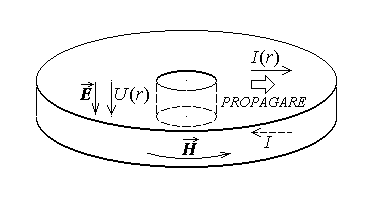 I(r)
E U(r)
PROPAGARE
I
H